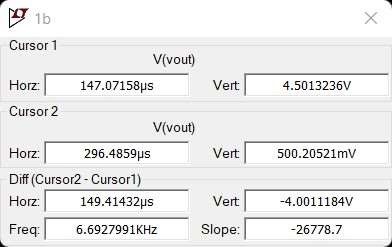 1b
Cursor 1
V(vout)
Horz: 147.07158µs Vert: 4.5013236V
Cursor 2
V(vout)
Horz: 296.4859µs Vert: 500.20521mV
Diff (Cursor2 - Cursor1)
Horz: 149.41432µs Vert: -4.0011184V
Freq: 6.6927991KHz Slope: -26778.7